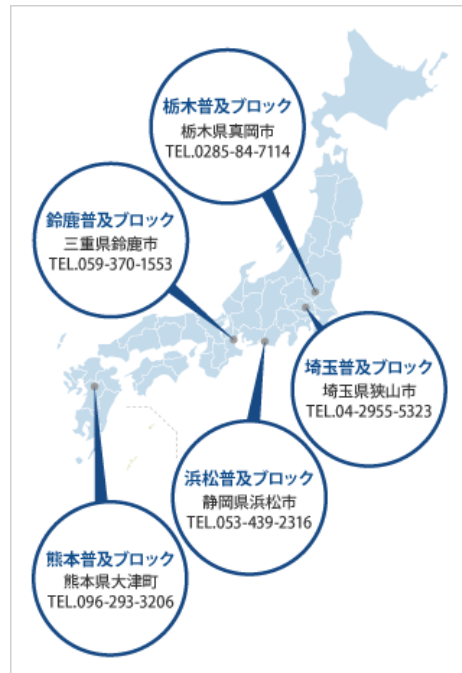 栃木普及ブロック
栃木県真岡市
TEL.0285-84-7114
鈴鹿普及ブロック
三重県鈴鹿市
TEL.059-370-1553
埼玉普及ブロック
埼玉県狭山市
TEL.04-2955-5323
浜松普及ブロック
静岡県浜松市
TEL.053-439-2316
熊本普及ブロック
熊本県大津町
TEL.096-293-3206